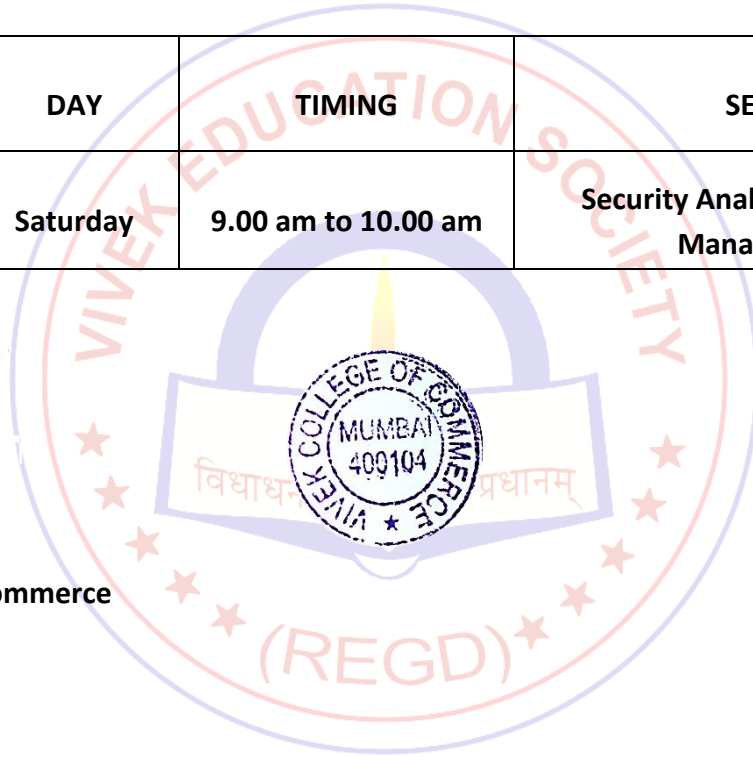 DAY TIMING SE
Saturday 9.00 am to 10.00 am Security Anal
Mana
VIVEK EDUCATION SOCIETY
VIVEK COLLEGE OF COMMERCE
MUMBAI
400104
विधाधन प्रधानम्
ommerce
(REGD)